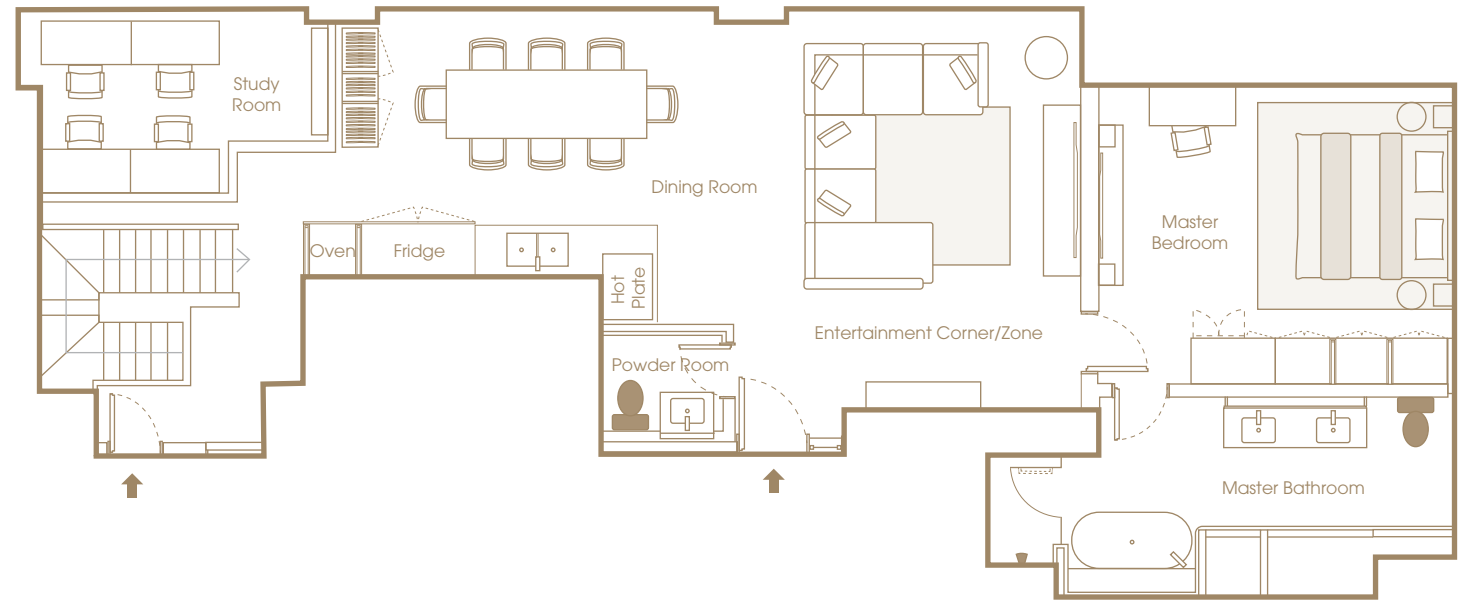 Study
Room
Dining Room
Master
Bedroom
Oven
Fridge
Hot
Plate
Entertainment Corner/Zone
Powder Room
Master Bathroom